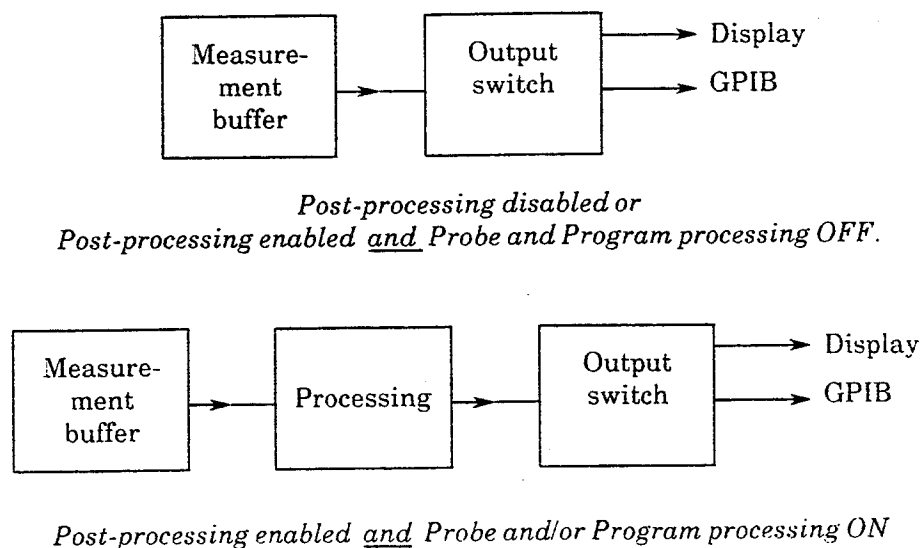 Measure-
ment
buffer
Output
switch
Display
GPIB
Post-processing disabled or
Post-processing enabled and Probe and Program processing OFF.
Measure-
ment
buffer
Processing
Output
switch
Display
GPIB
Post-processing enabled and Probe and/or Program processing ON